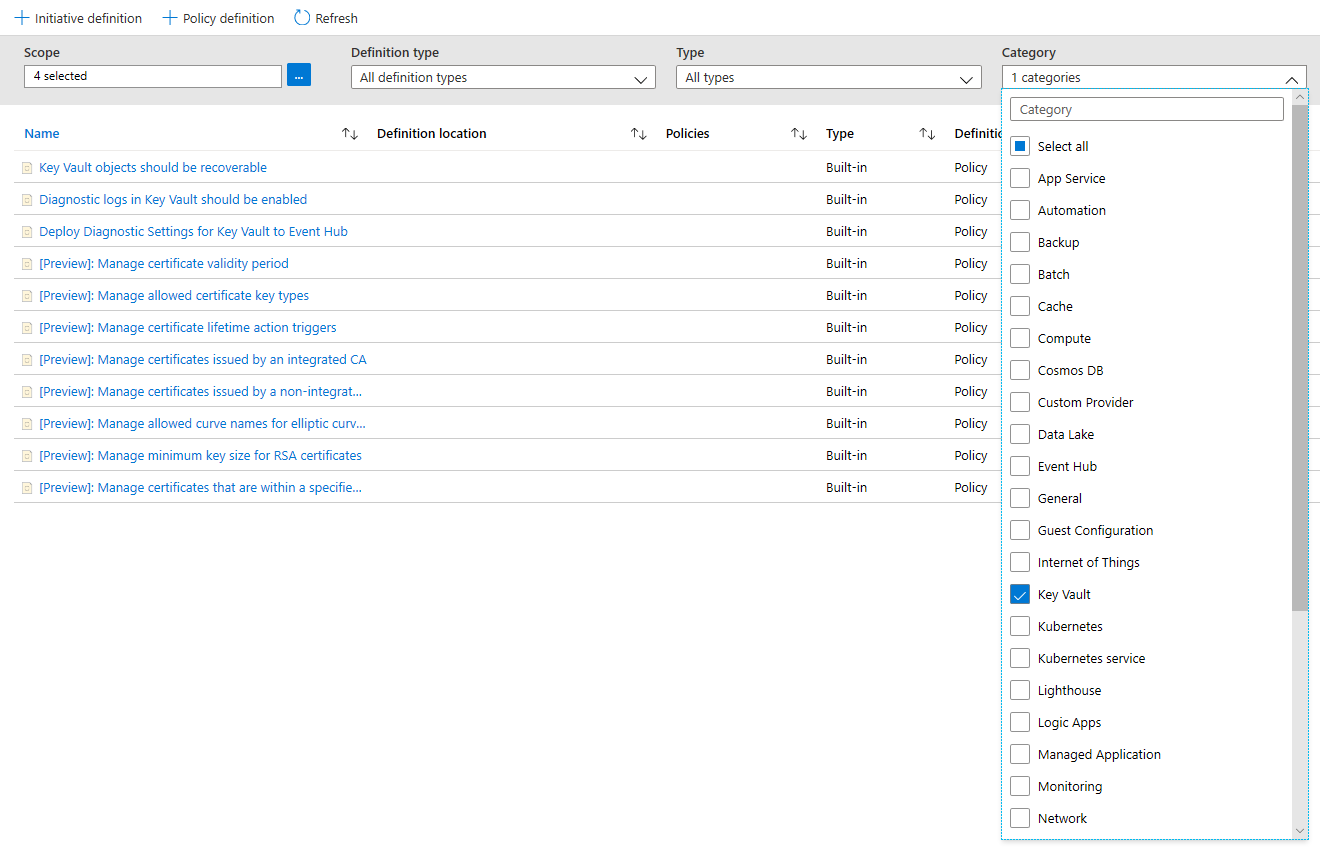 Initiative definition Policy definition Refresh
Scope Definition type Type Category
4 selected ... All definition types All types 1 categories
Category
Name Definition location Policies Type Definitio
Select all
Key Vault objects should be recoverable Built-in Policy
App Service
Diagnostic logs in Key Vault should be enabled Built-in Policy
Automation
Deploy Diagnostic Settings for Key Vault to Event Hub Built-in Policy
Backup
[Preview]: Manage certificate validity period Built-in Policy
Batch
[Preview]: Manage allowed certificate key types Built-in Policy
Cache
[Preview]: Manage certificate lifetime action triggers Built-in Policy
Compute
[Preview]: Manage certificates issued by an integrated CA Built-in Policy
Cosmos DB
[Preview]: Manage certificates issued by a non-integrat... Built-in Policy
Custom Provider
[Preview]: Manage allowed curve names for elliptic curv... Built-in Policy
Data Lake
[Preview]: Manage minimum key size for RSA certificates Built-in Policy
Event Hub
[Preview]: Manage certificates that are within a specifie... Built-in Policy
General
Guest Configuration
Internet of Things
Key Vault
Kubernetes
Kubernetes service
Lighthouse
Logic Apps
Managed Application
Monitoring
Network